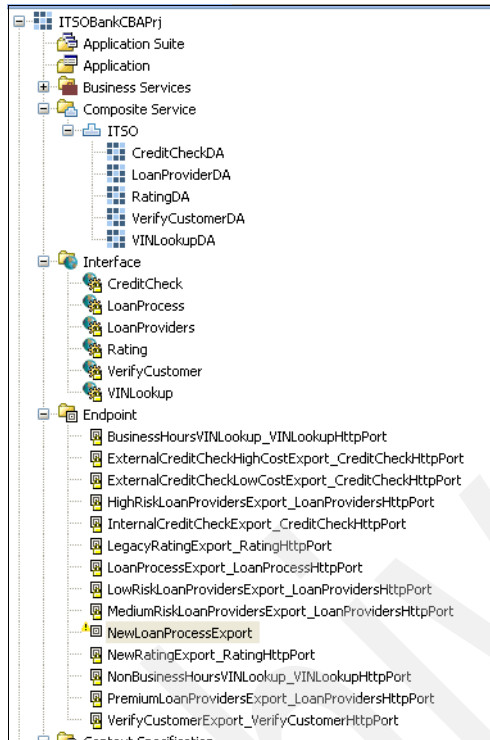 ITSOBankCBAPrj
Application Suite
Application
Business Services
Composite Service
ITSO
CreditCheckDA
LoanProviderDA
RatingDA
VerifyCustomerDA
VINLookupDA
Interface
CreditCheck
LoanProcess
LoanProviders
Rating
VerifyCustomer
VINLookup
Endpoint
BusinessHoursVINLookup_VINLookupHttpPort
ExternalCreditCheckHighCostExport_CreditCheckHttpPort
ExternalCreditCheckLowCostExport_CreditCheckHttpPort
HighRiskLoanProvidersExport_LoanProvidersHttpPort
InternalCreditCheckExport_CreditCheckHttpPort
LegacyRatingExport_RatingHttpPort
LoanProcessExport_LoanProcessHttpPort
LowRiskLoanProvidersExport_LoanProvidersHttpPort
MediumRiskLoanProvidersExport_LoanProvidersHttpPort
NewLoanProcessExport
NewRatingExport_RatingHttpPort
NonBusinessHoursVINLookup_VINLookupHttpPort
PremiumLoanProvidersExport_LoanProvidersHttpPort
VerifyCustomerExport_VerifyCustomerHttpPort